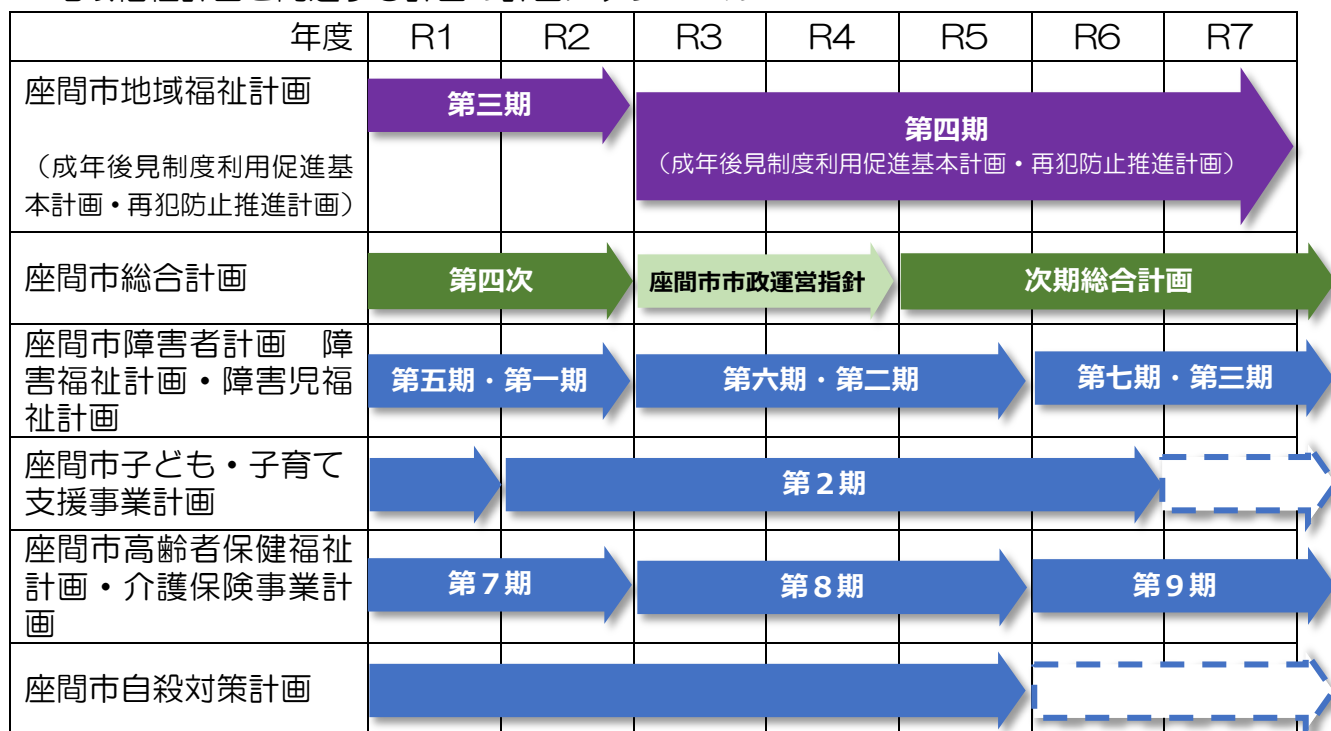 年度 R1 R2 R3 R4 R5 R6 R7
座間市地域福祉計画
（成年後見制度利用促進基
本計画・再犯防止推進計画）
第三期
第四期
（成年後見制度利用促進基本計画・再犯防止推進計画）
座間市総合計画
第四次
座間市市政運営指針
次期総合計画
座間市障害者計画　障
害福祉計画・障害児福
祉計画
第五期・第一期
第六期・第二期
第七期・第三期
座間市子ども・子育て
支援事業計画
第２期
座間市高齢者保健福祉
計画・介護保険事業計
画
第７期
第８期
第９期
座間市自殺対策計画